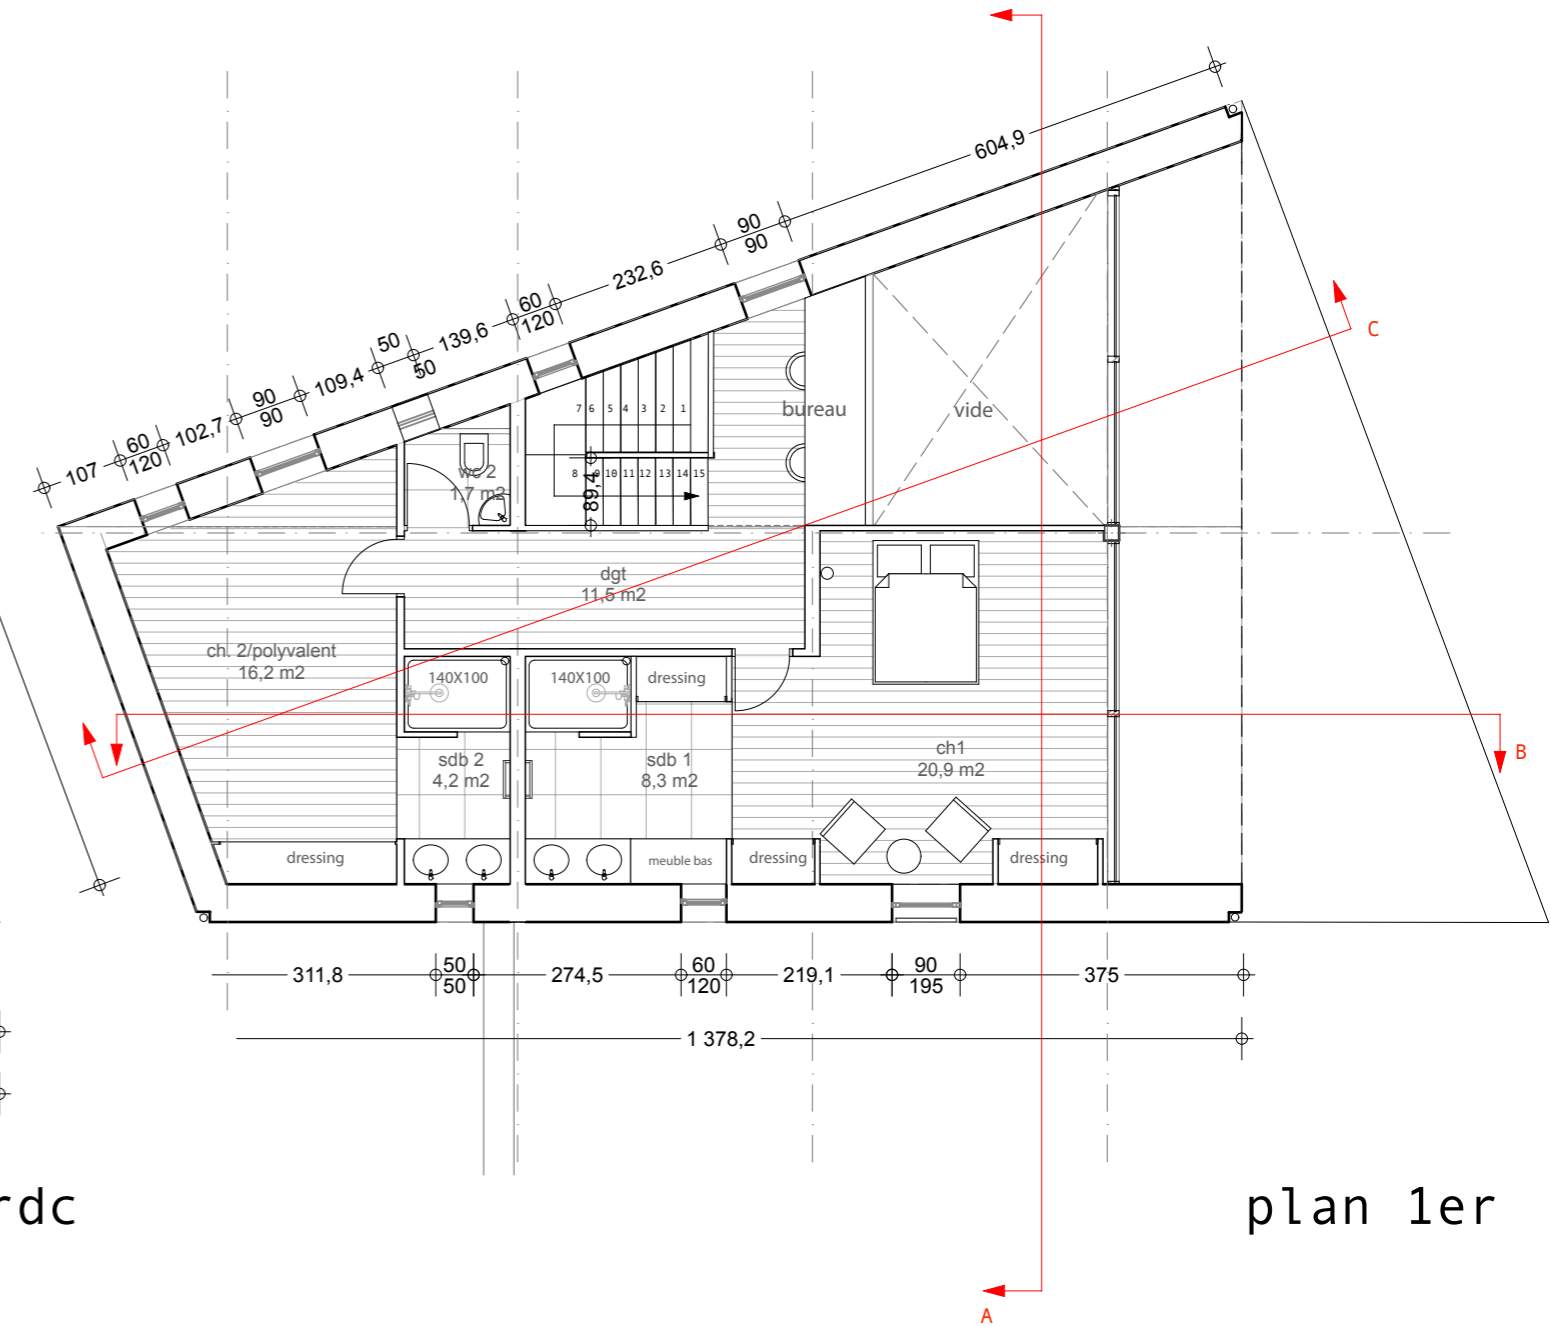 604,9
90
90
232,6
60
120
139,6
50
50
109,4
90
90
102,7
60
120
107
C
7 6 5 4 3 2 1
8 9 10 11 12 13 14 15
89,4
bureau
vide
wc 2
1,7 m2
dgt
11,5 m2
ch. 2/polyvalent
16,2 m2
140X100
140X100
dressing
sdb 2
4,2 m2
sdb 1
8,3 m2
ch1
20,9 m2
B
dressing
meuble bas
dressing
dressing
311,8
50
50
274,5
60
120
219,1
90
195
375
1 378,2
rdc
plan 1er
A